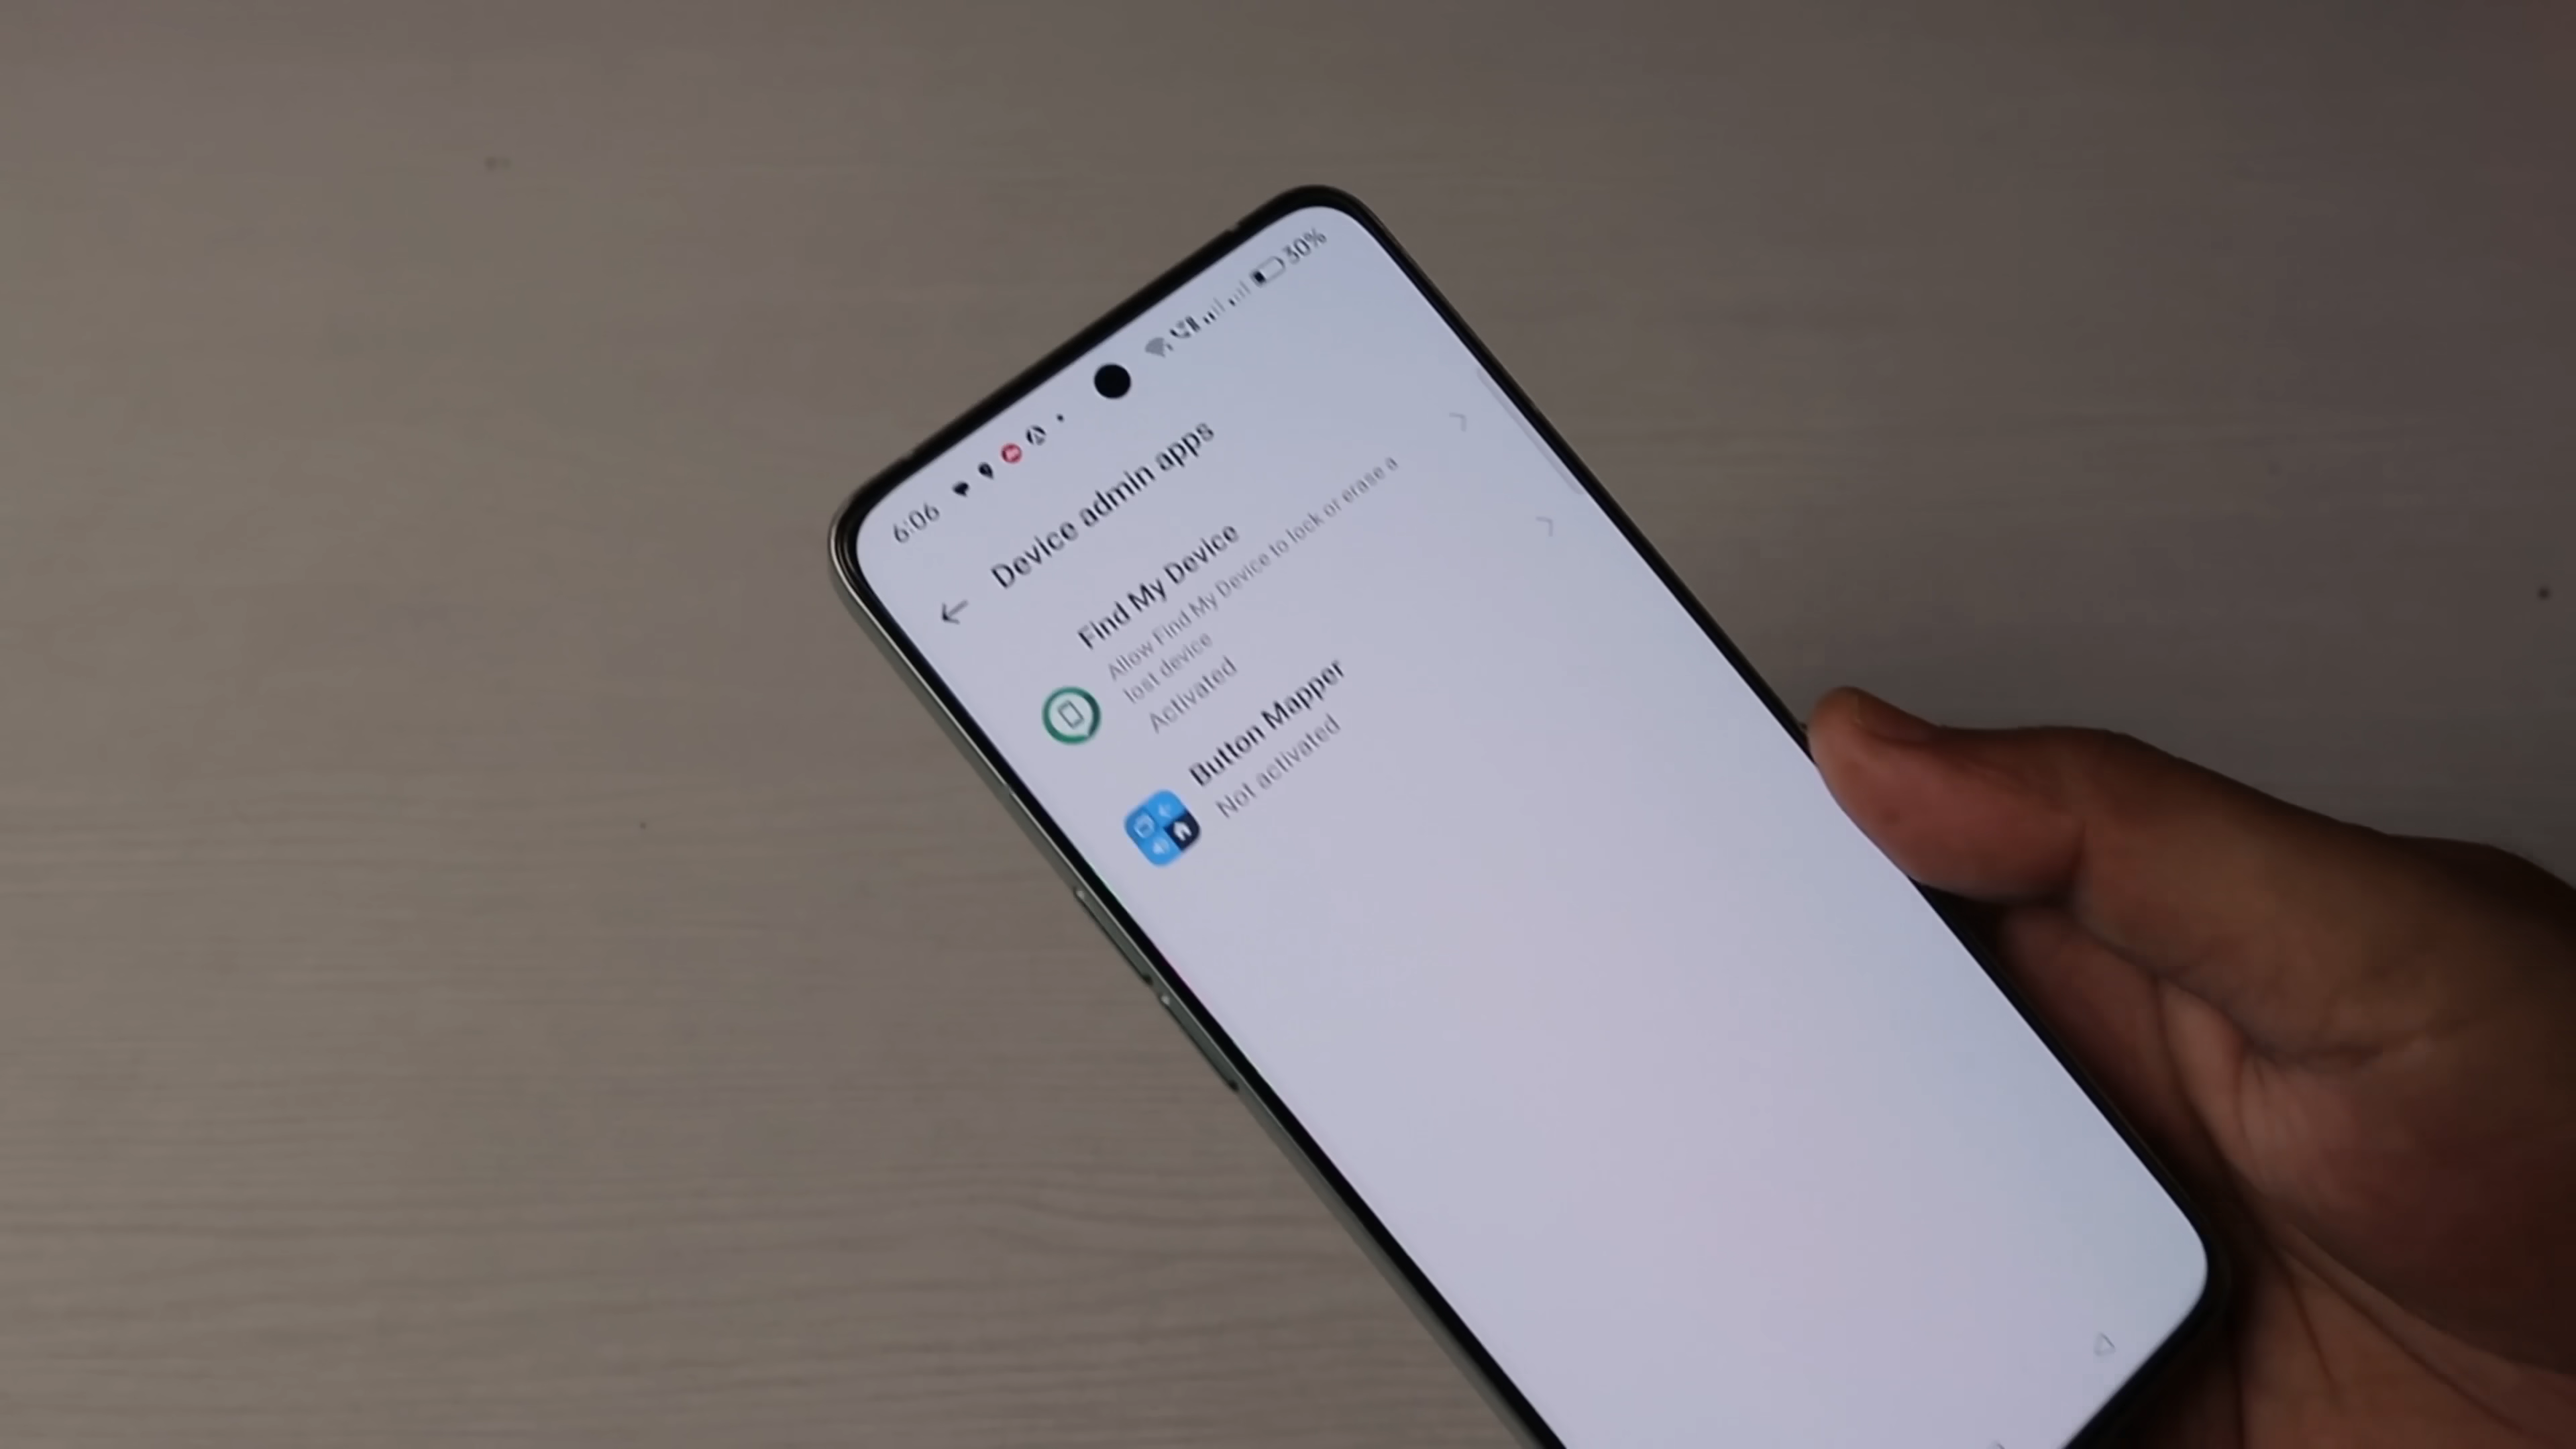 6:06
30%
Device admin apps
Find My Device
Allow Find My Device to lock or erase a
lost device
Activated
Button Mapper
Not activated